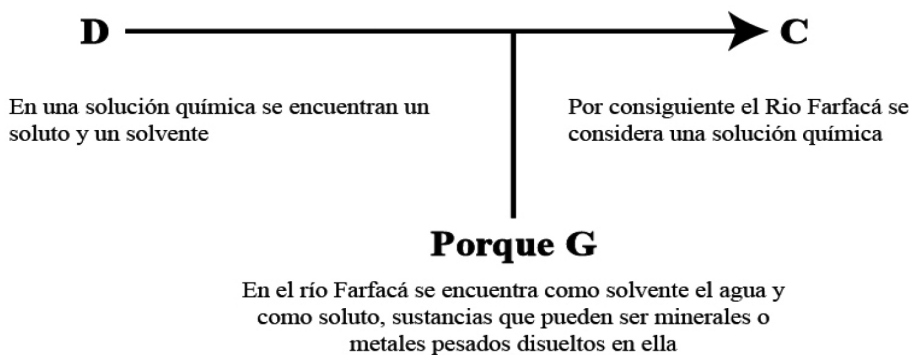 D
C
En una solución química se encuentran un
soluto y un solvente
Por consiguiente el Rio Farfacá se
considera una solución química
Porque G
En el río Farfacá se encuentra como solvente el agua y
como soluto, sustancias que pueden ser minerales o
metales pesados disueltos en ella